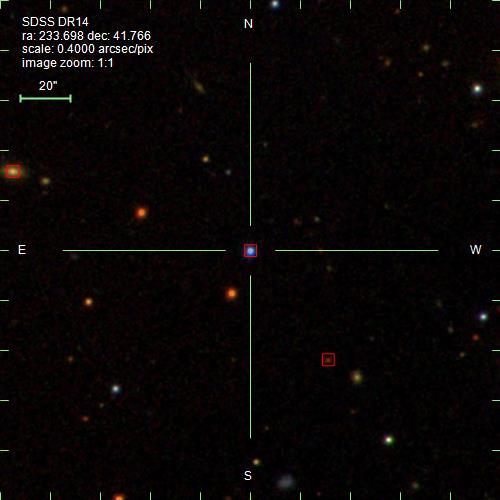 SDSS DR14
ra: 233.698 dec: 41.766
scale: 0.4000 arcsec/pix
image zoom: 1:1
20"
N
E
W
S